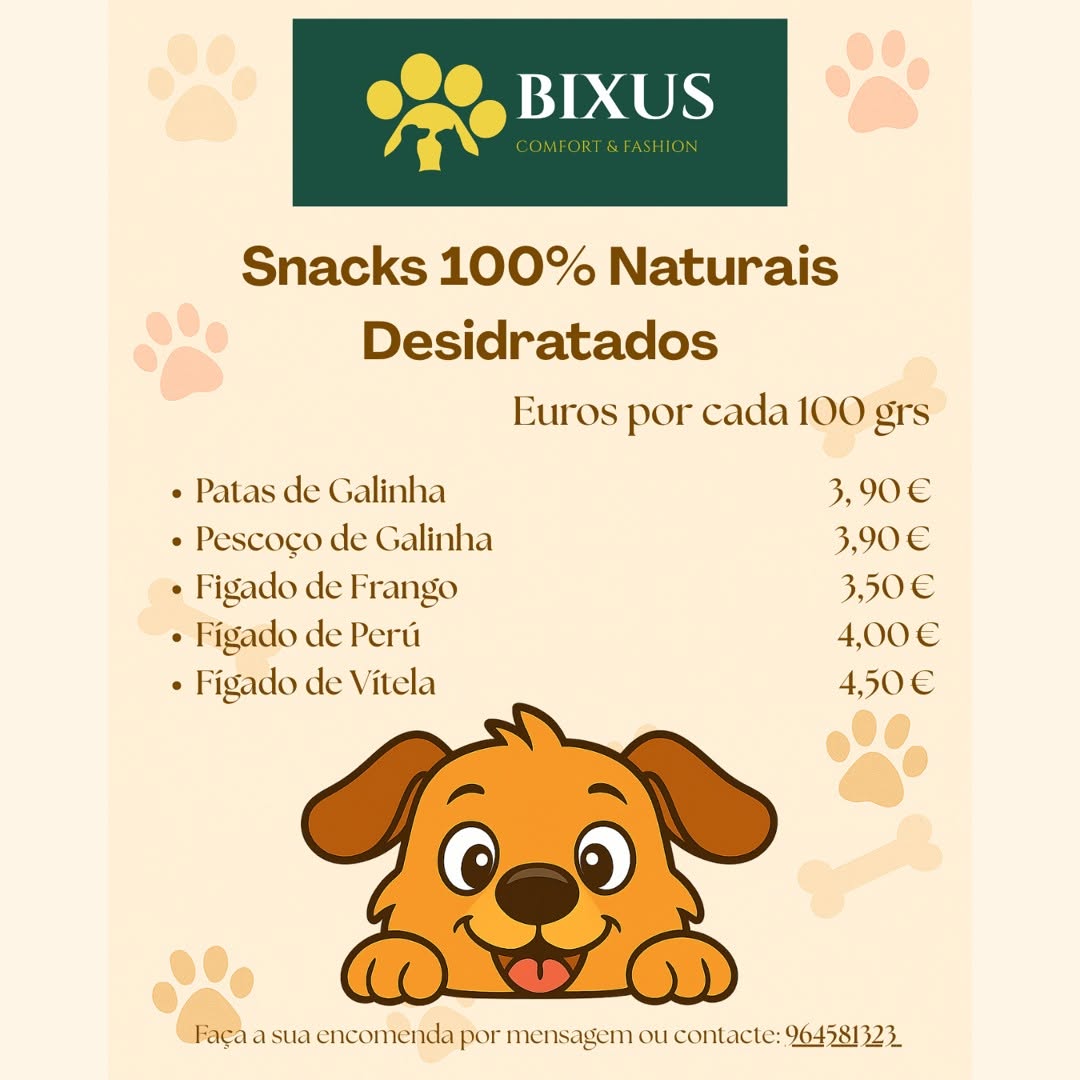 BIXUS
COMFORT & FASHION
Snacks 100% Naturais
Desidratados
Euros por cada 100 grs
• Patas de Galinha 3, 90 €
• Pescoço de Galinha 3,90 €
• Figado de Frango 3,50 €
• Fígado de Perú 4,00 €
• Fígado de Vítela 4,50 €
Faça a sua encomenda por mensagem ou contacte: 964581323